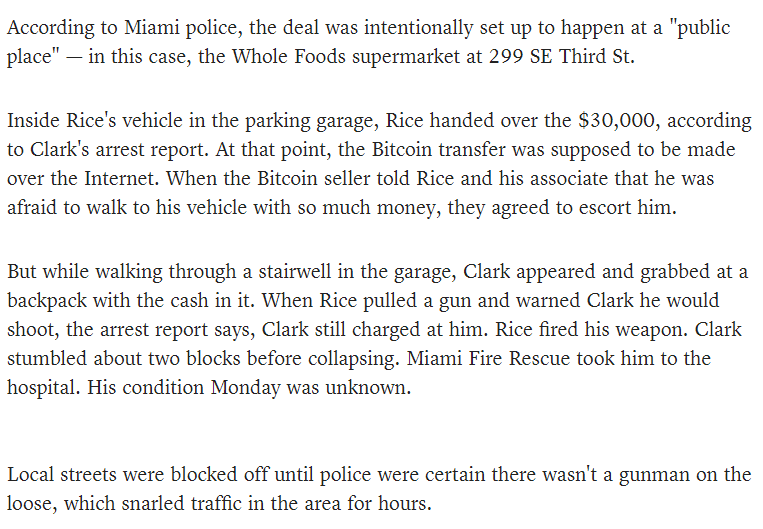 According to Miami police, the deal was intentionally set up to happen at a "public
place" — in this case, the Whole Foods supermarket at 299 SE Third St.
Inside Rice's vehicle in the parking garage, Rice handed over the $30,000, according
to Clark's arrest report. At that point, the Bitcoin transfer was supposed to be made
over the Internet. When the Bitcoin seller told Rice and his associate that he was
afraid to walk to his vehicle with so much money, they agreed to escort him.
But while walking through a stairwell in the garage, Clark appeared and grabbed at a
backpack with the cash in it. When Rice pulled a gun and warned Clark he would
shoot, the arrest report says, Clark still charged at him. Rice fired his weapon. Clark
stumbled about two blocks before collapsing. Miami Fire Rescue took him to the
hospital. His condition Monday was unknown.
Local streets were blocked off until police were certain there wasn't a gunman on the
loose, which snarled traffic in the area for hours.